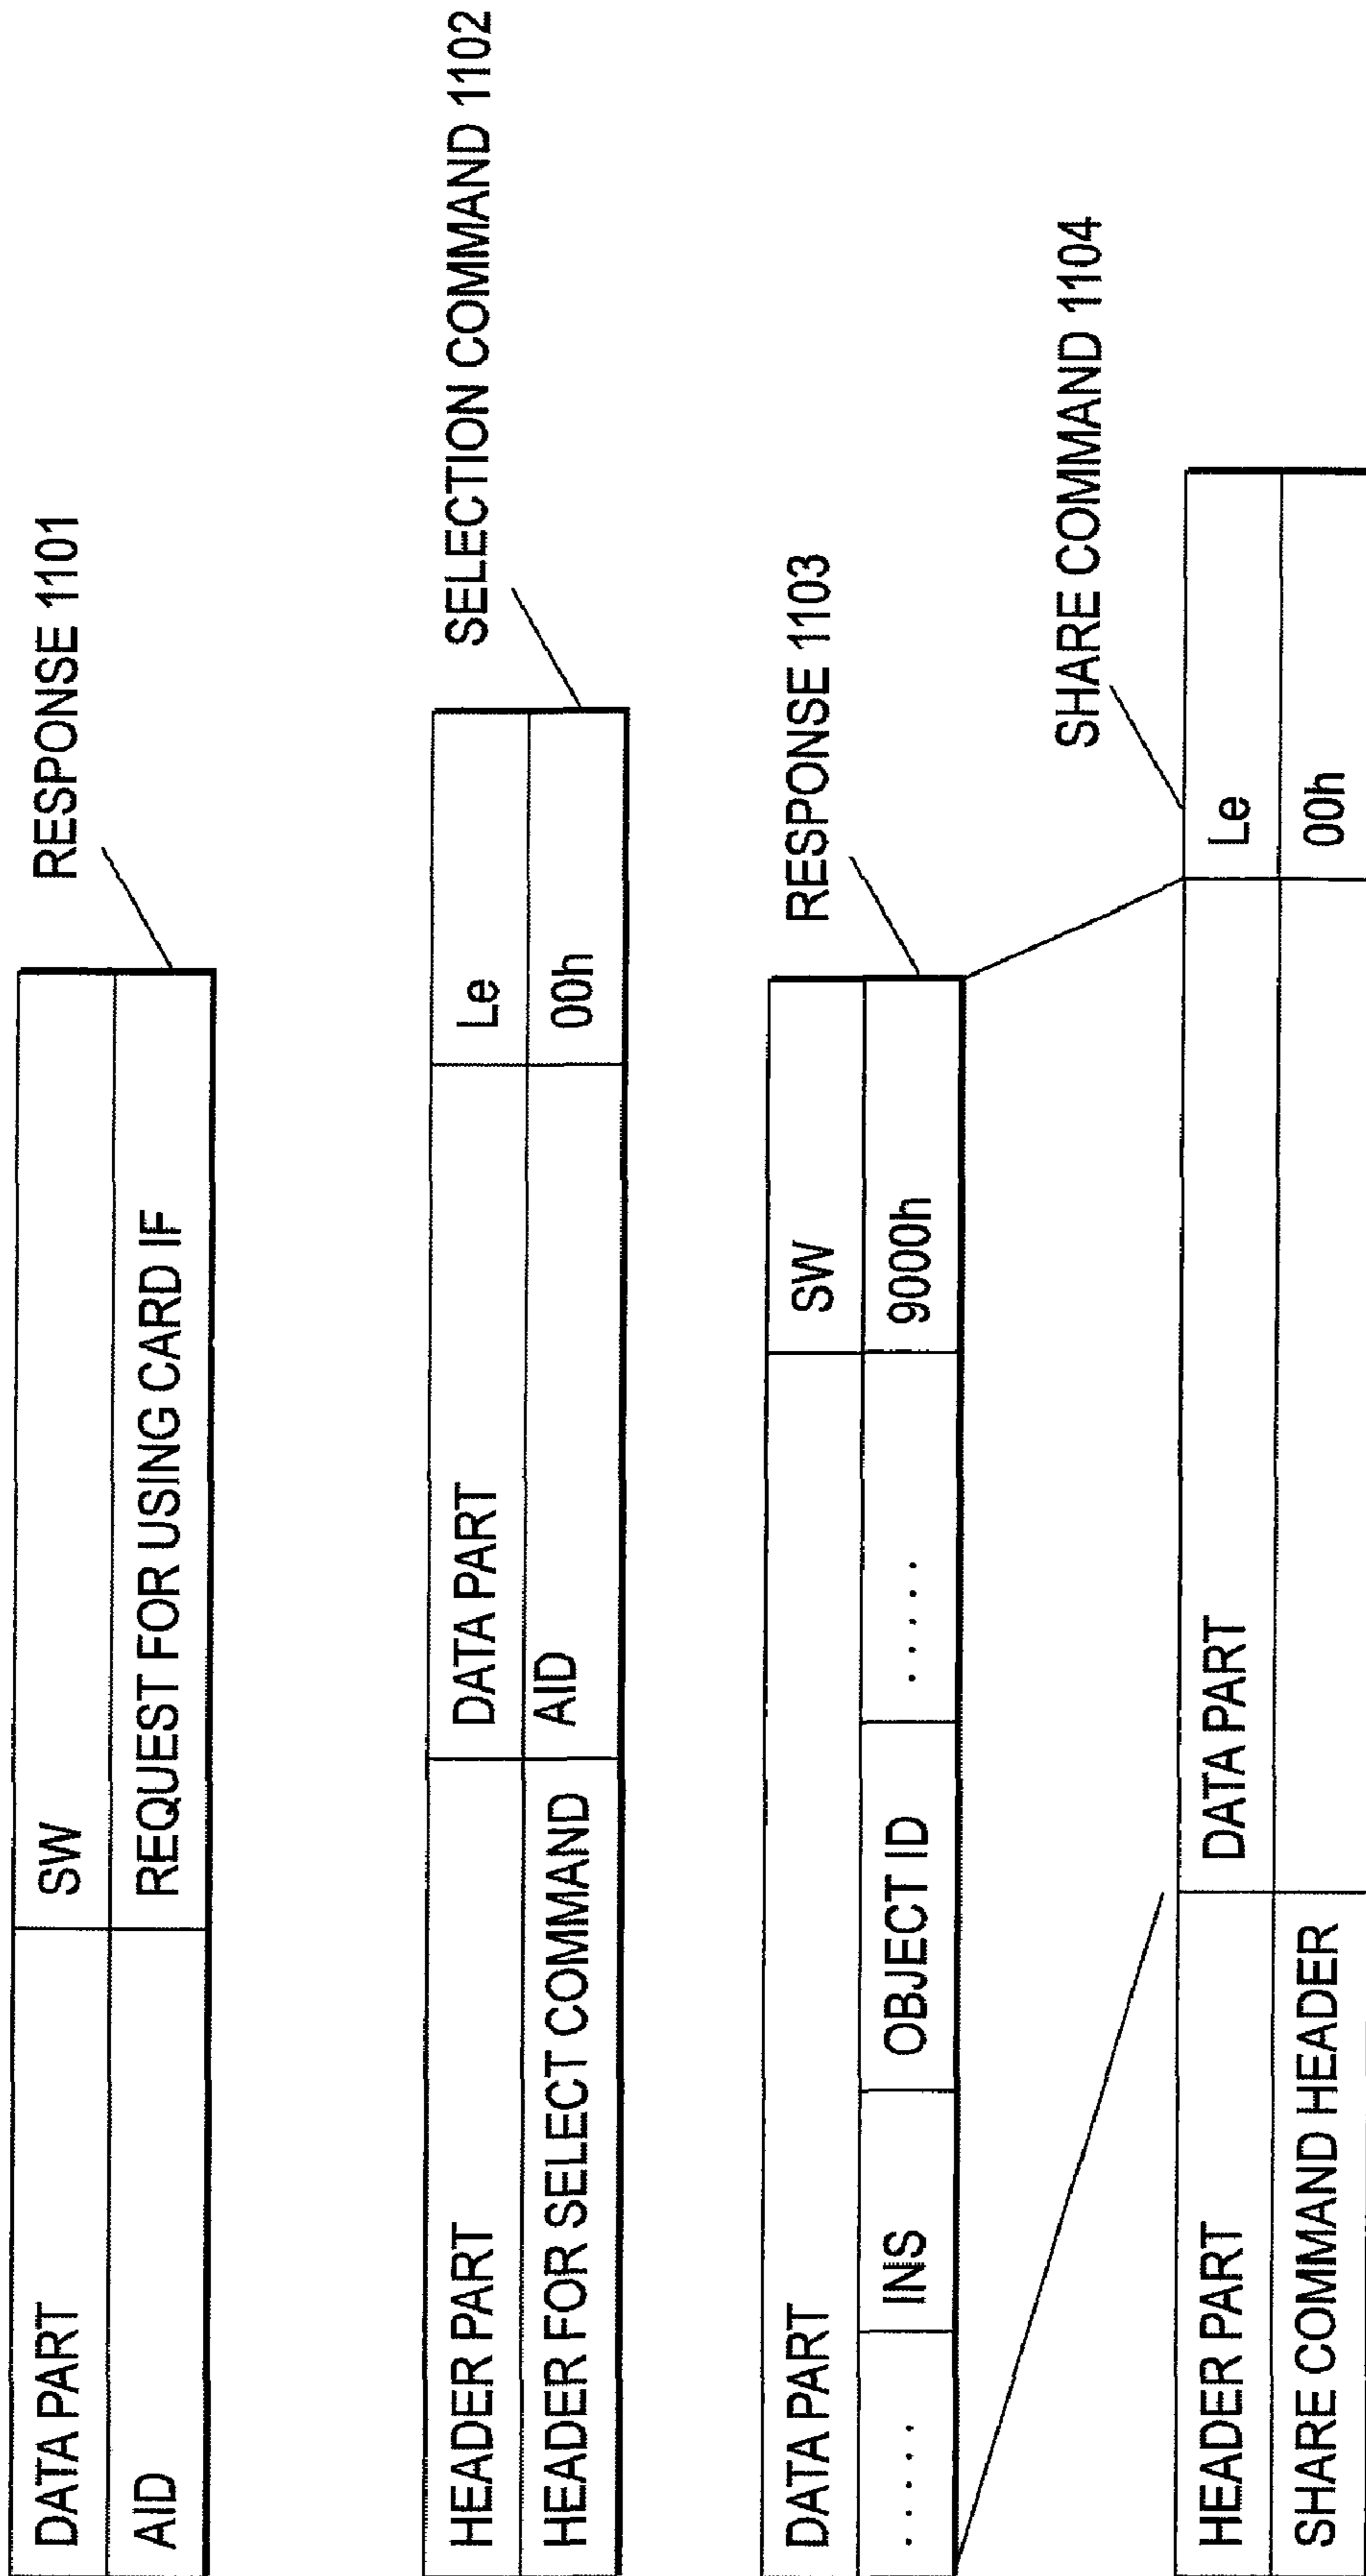 RESPONSE 1101
DATA PART SW
AID REQUEST FOR USING CARD IF
SELECTION COMMAND 1102
HEADER PART DATA PART Le
HEADER FOR SELECT COMMAND AID 00h
RESPONSE 1103
DATA PART SW
. . . . . INS OBJECT ID . . . . . 9000h
SHARE COMMAND 1104
HEADER PART DATA PART Le
SHARE COMMAND HEADER 00h